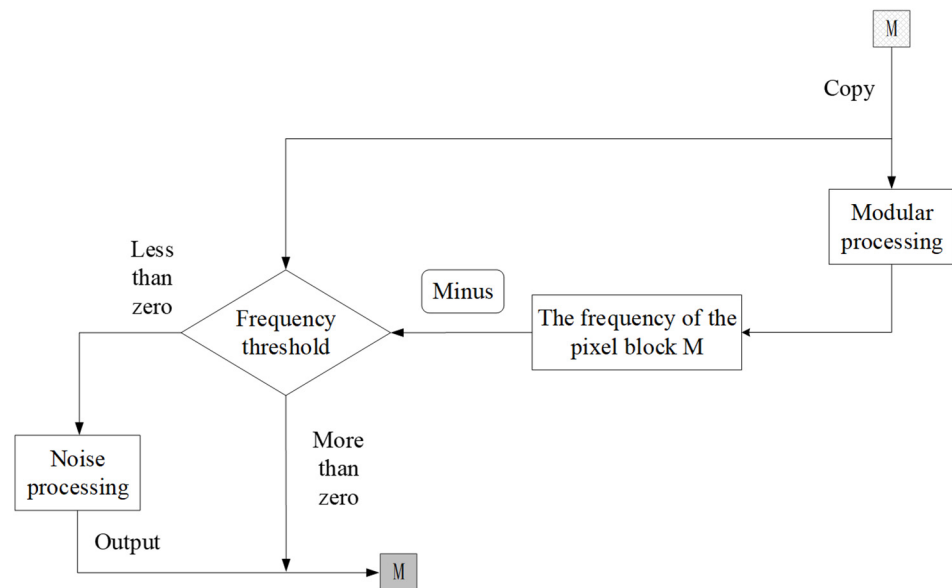 M
Copy
Modular
processing
Less
than
zero
Minus
Frequency
threshold
The frequency of the
pixel block M
More
than
zero
Noise
processing
Output
M